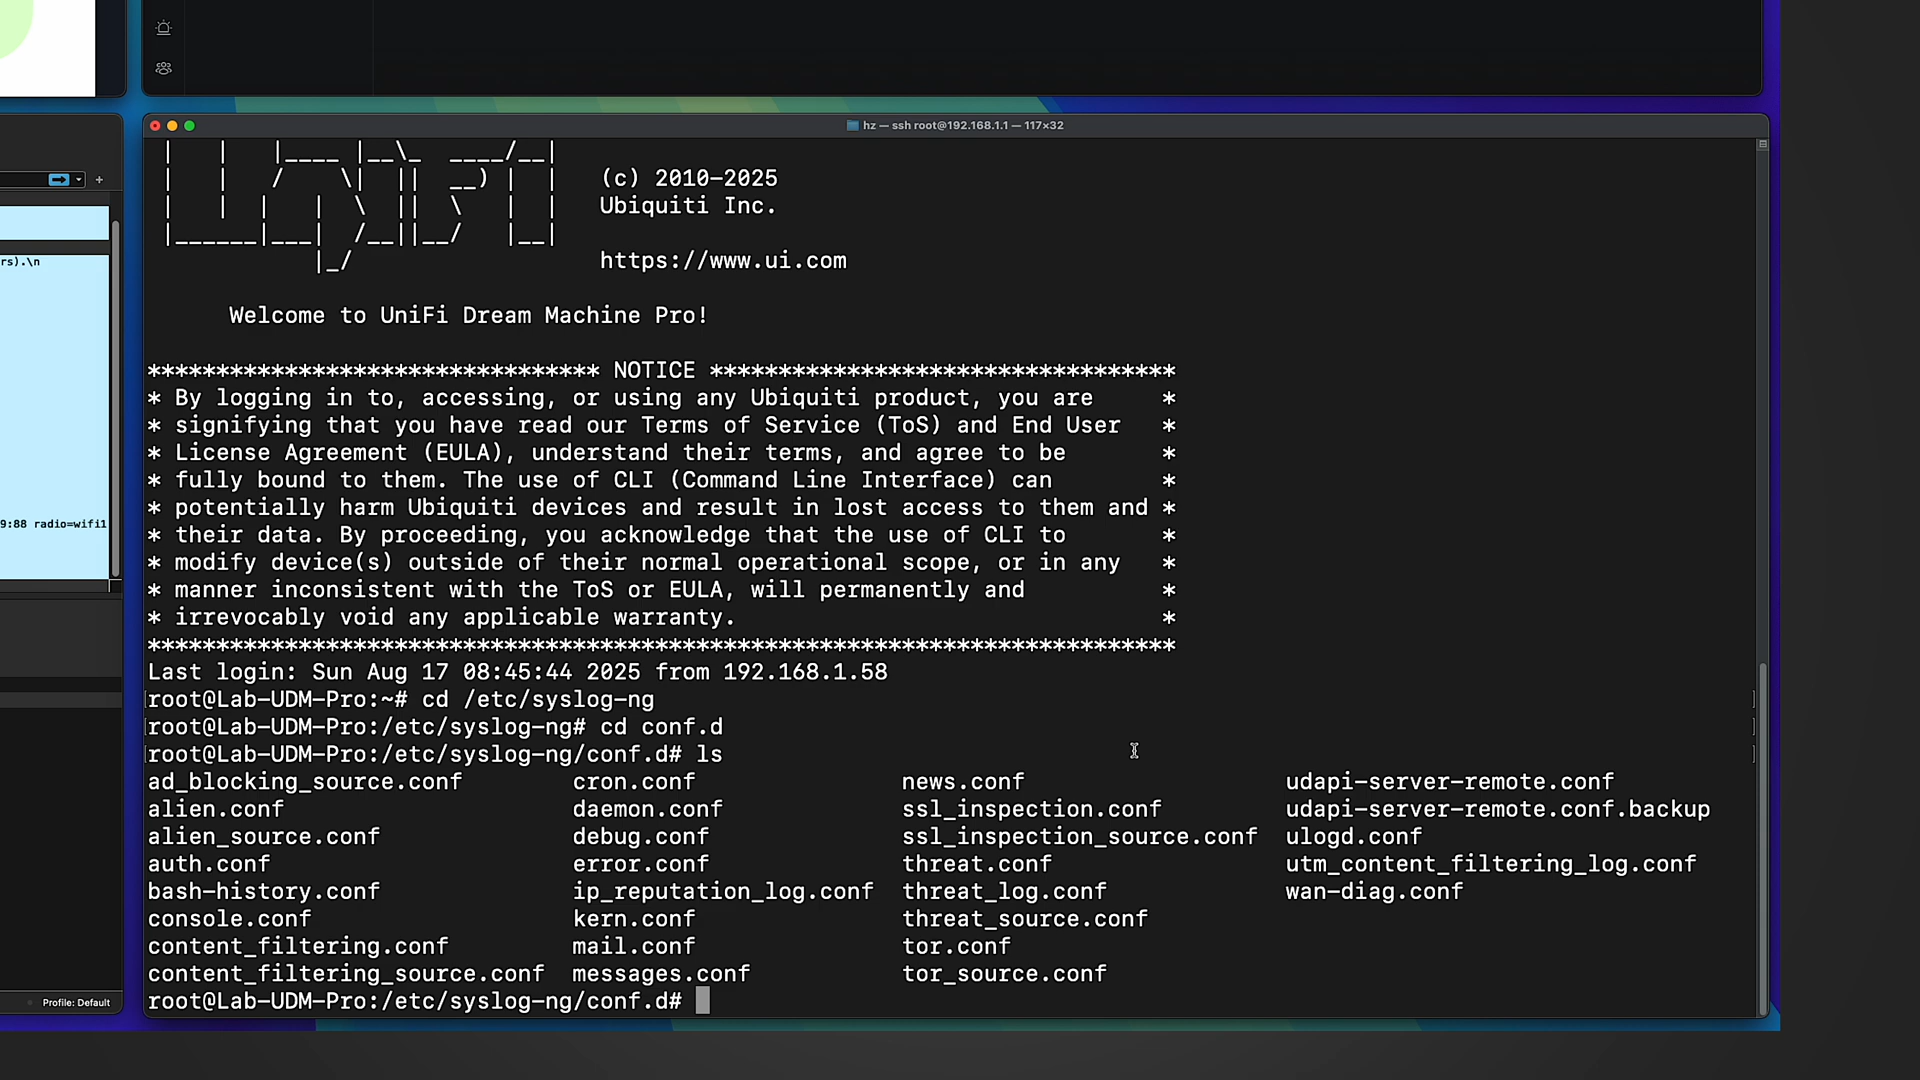 hz — ssh root@192.168.1.1 — 117×32
| | |____ |__\_ ____/__|
| | / \| || __) | |
| | | | \ || \ | |
|______|___| /__||__/ |__|
|_/
(c) 2010-2025
Ubiquiti Inc.
https://www.ui.com
Welcome to UniFi Dream Machine Pro!
********************************* NOTICE **********************************
* By logging in to, accessing, or using any Ubiquiti product, you are *
* signifying that you have read our Terms of Service (ToS) and End User *
* License Agreement (EULA), understand their terms, and agree to be *
* fully bound to them. The use of CLI (Command Line Interface) can *
* potentially harm Ubiquiti devices and result in lost access to them and *
* their data. By proceeding, you acknowledge that the use of CLI to *
* modify device(s) outside of their normal operational scope, or in any *
* manner inconsistent with the ToS or EULA, will permanently and *
* irrevocably void any applicable warranty. *
***************************************************************************
Last login: Sun Aug 17 08:45:44 2025 from 192.168.1.58
[root@Lab-UDM-Pro:~# cd /etc/syslog-ng ]
[root@Lab-UDM-Pro:/etc/syslog-ng# cd conf.d ]
[root@Lab-UDM-Pro:/etc/syslog-ng/conf.d# ls ]
ad_blocking_source.conf cron.conf news.conf udapi-server-remote.conf
alien.conf daemon.conf ssl_inspection.conf udapi-server-remote.conf.backup
alien_source.conf debug.conf ssl_inspection_source.conf ulogd.conf
auth.conf error.conf threat.conf utm_content_filtering_log.conf
bash-history.conf ip_reputation_log.conf threat_log.conf wan-diag.conf
console.conf kern.conf threat_source.conf
content_filtering.conf mail.conf tor.conf
content_filtering_source.conf messages.conf tor_source.conf
root@Lab-UDM-Pro:/etc/syslog-ng/conf.d#
rs).\n
9:88 radio=wifi1
Profile: Default